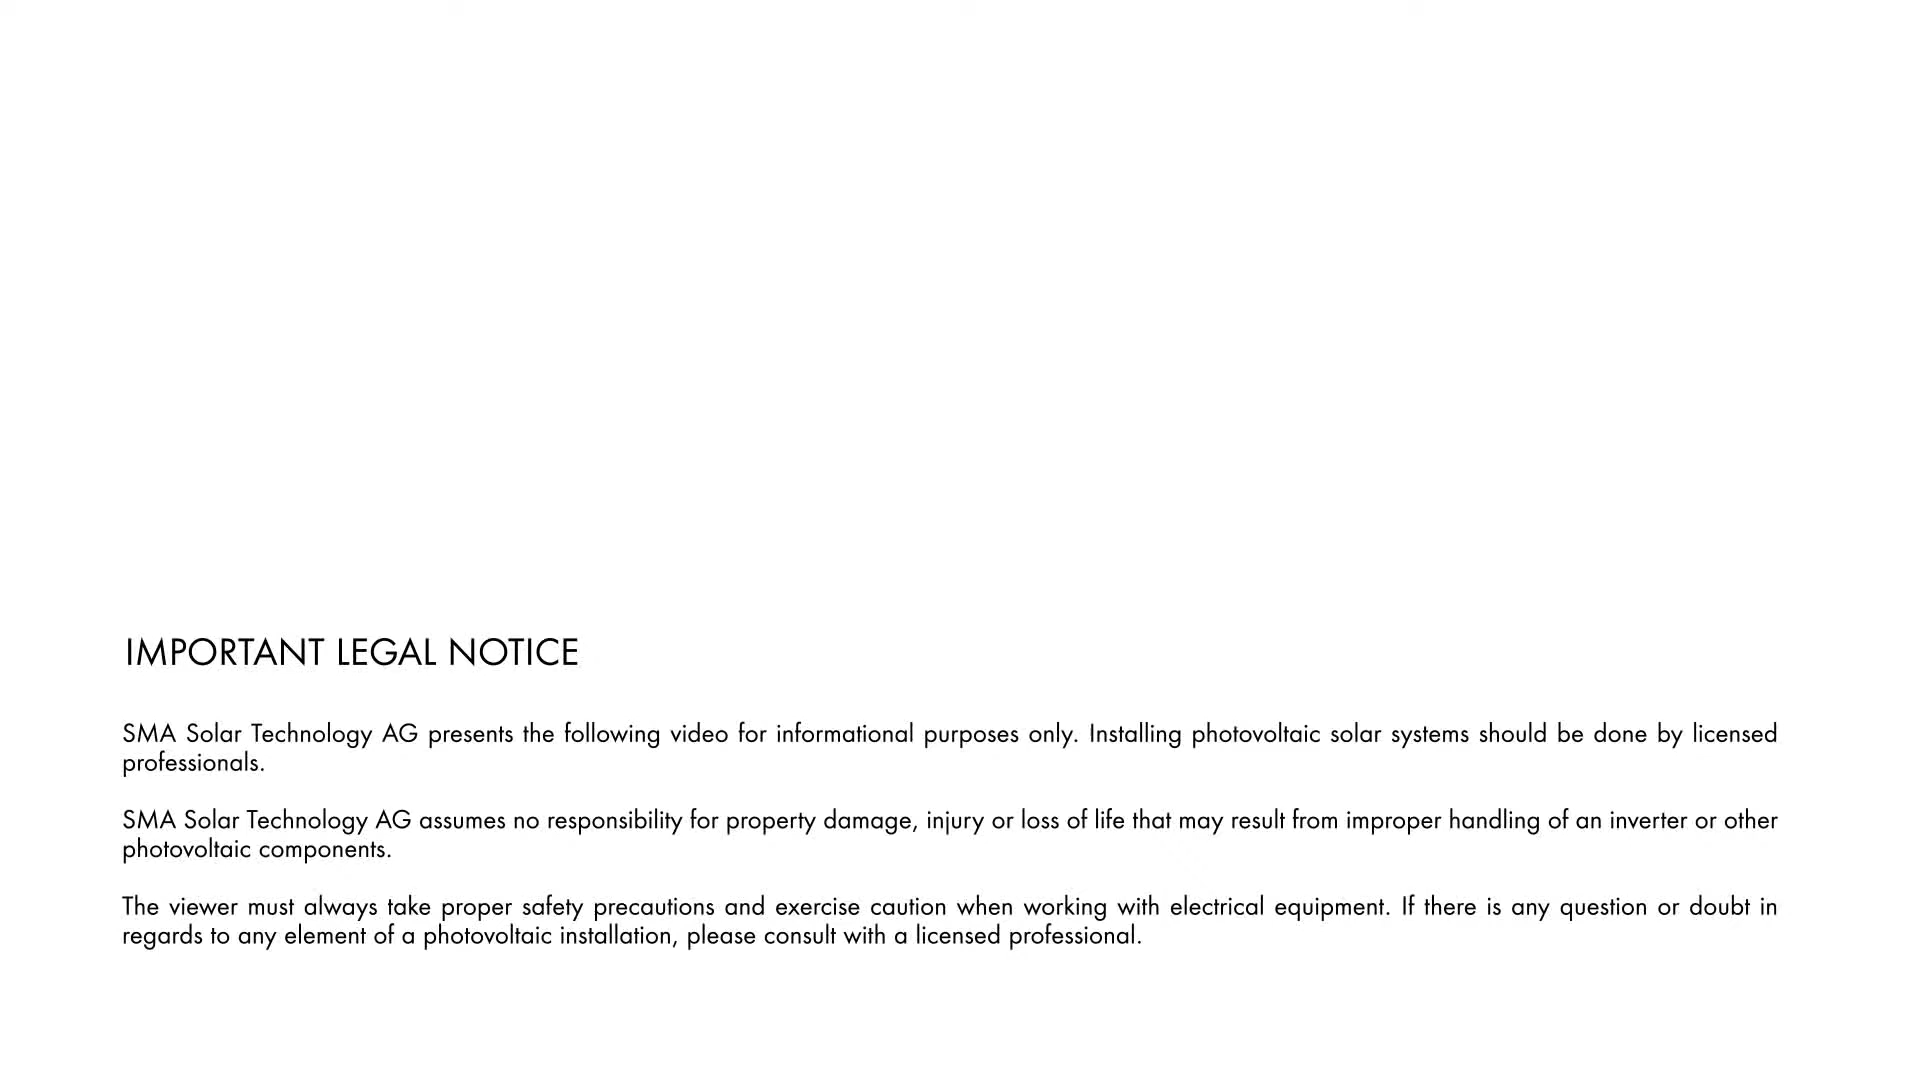 IMPORTANT LEGAL NOTICE
SMA Solar Technology AG presents the following video for informational purposes only. Installing photovoltaic solar systems should be done by licensed
professionals.
SMA Solar Technology AG assumes no responsibility for property damage, injury or loss of life that may result from improper handling of an inverter or other
photovoltaic components.
The viewer must always take proper safety precautions and exercise caution when working with electrical equipment. If there is any question or doubt in
regards to any element of a photovoltaic installation, please consult with a licensed professional.